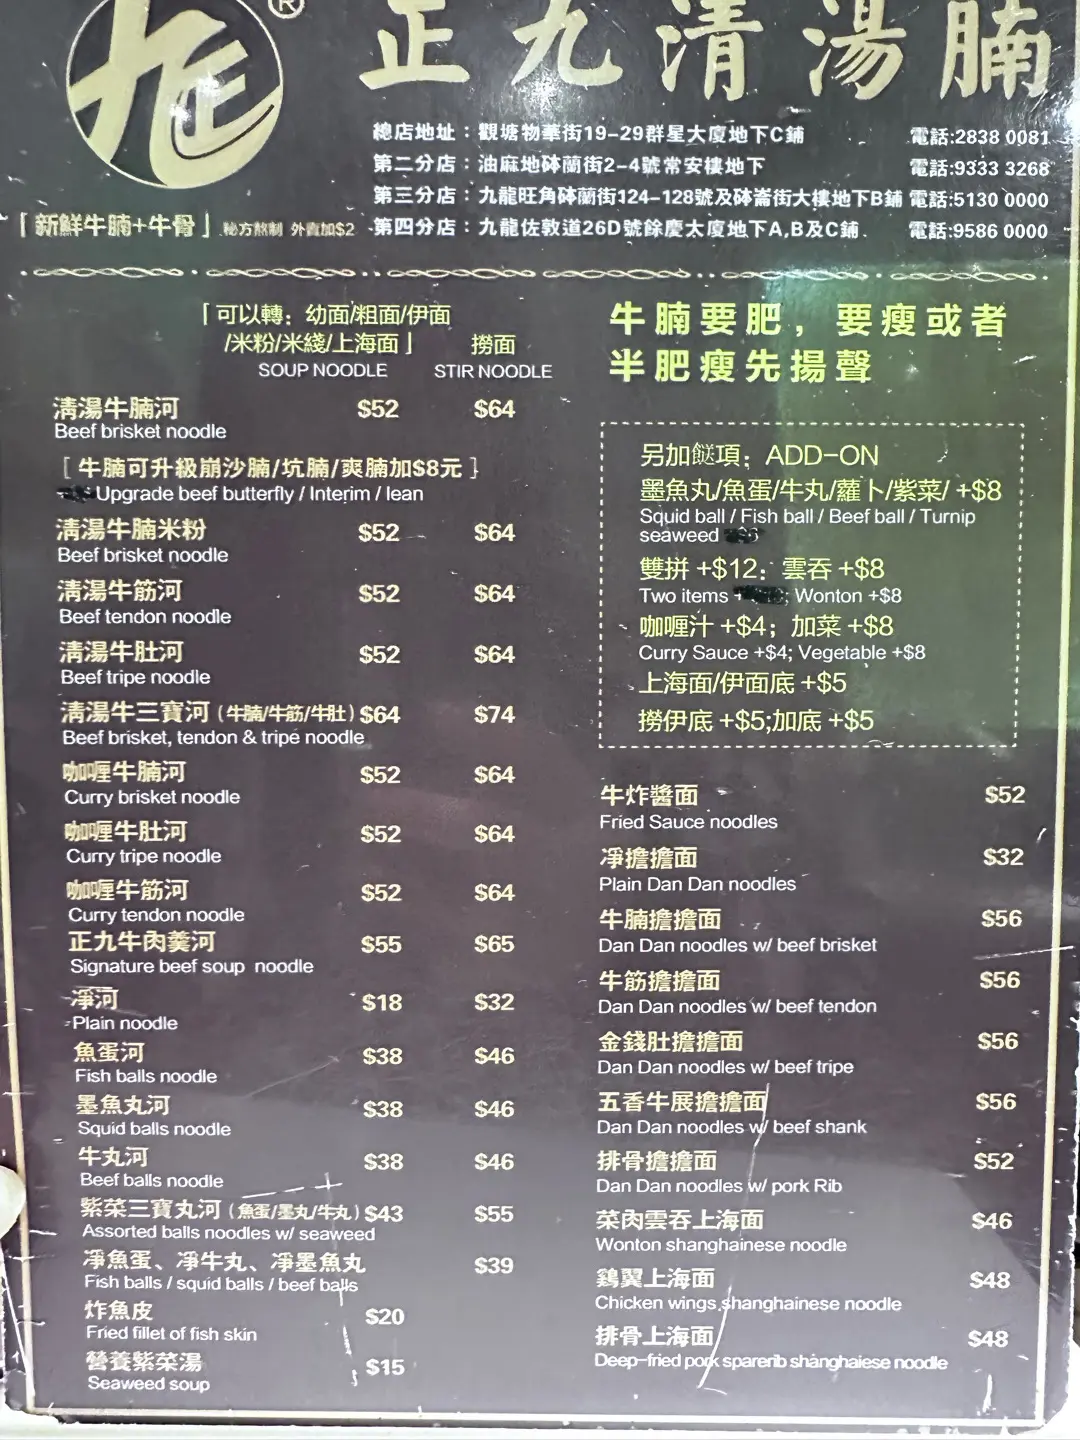 ®
正九清湯腩
總店地址：觀塘物華街19-29群星大廈地下C鋪 電話:2838 0081
第二分店：油麻地砵蘭街2-4號常安樓地下 電話:9333 3268
第三分店：九龍旺角砵蘭街124-128號及砵崙街大樓地下B鋪 電話:5130 0000
「新鮮牛腩+牛骨」秘方熬制 外賣加$2 第四分店：九龍佐敦道26D號餘慶大廈地下A,B及C鋪 電話:9586 0000
「可以轉：幼面/粗面/伊面
/米粉/米綫/上海面」 撈面
SOUP NOODLE STIR NOODLE
清湯牛腩河 $52 $64
Beef brisket noodle
[ 牛腩可升級崩沙腩/坑腩/爽腩加$8元 ]
Upgrade beef butterfly / Interim / lean
清湯牛腩米粉 $52 $64
Beef brisket noodle
清湯牛筋河 $52 $64
Beef tendon noodle
清湯牛肚河 $52 $64
Beef tripe noodle
清湯牛三寶河 (牛腩/牛筋/牛肚) $64 $74
Beef brisket, tendon & tripe noodle
咖喱牛腩河 $52 $64
Curry brisket noodle
咖喱牛肚河 $52 $64
Curry tripe noodle
咖喱牛筋河 $52 $64
Curry tendon noodle
正九牛肉羹河 $55 $65
Signature beef soup noodle
凈河 $18 $32
Plain noodle
魚蛋河 $38 $46
Fish balls noodle
墨魚丸河 $38 $46
Squid balls noodle
牛丸河 $38 $46
Beef balls noodle
紫菜三寶丸河 (魚蛋/墨丸/牛丸) $43 $55
Assorted balls noodles w/ seaweed
凈魚蛋、凈牛丸、凈墨魚丸 $39
Fish balls / squid balls / beef balls
炸魚皮 $20
Fried fillet of fish skin
營養紫菜湯 $15
Seaweed soup
牛腩要肥，要瘦或者
半肥瘦先揚聲
另加餸項：ADD-ON
墨魚丸/魚蛋/牛丸/蘿卜/紫菜/ +$8
Squid ball / Fish ball / Beef ball / Turnip
seaweed
雙拼 +$12：雲吞 +$8
Two items ; Wonton +$8
咖喱汁 +$4；加菜 +$8
Curry Sauce +$4; Vegetable +$8
上海面/伊面底 +$5
撈伊底 +$5;加底 +$5
牛炸醬面 $52
Fried Sauce noodles
凈擔擔面 $32
Plain Dan Dan noodles
牛腩擔擔面 $56
Dan Dan noodles w/ beef brisket
牛筋擔擔面 $56
Dan Dan noodles w/ beef tendon
金錢肚擔擔面 $56
Dan Dan noodles w/ beef tripe
五香牛展擔擔面 $56
Dan Dan noodles w/ beef shank
排骨擔擔面 $52
Dan Dan noodles w/ pork Rib
菜肉雲吞上海面 $46
Wonton shanghainese noodle
鷄翼上海面 $48
Chicken wings shanghainese noodle
排骨上海面 $48
Deep-fried pork sparerib shanghaiese noodle